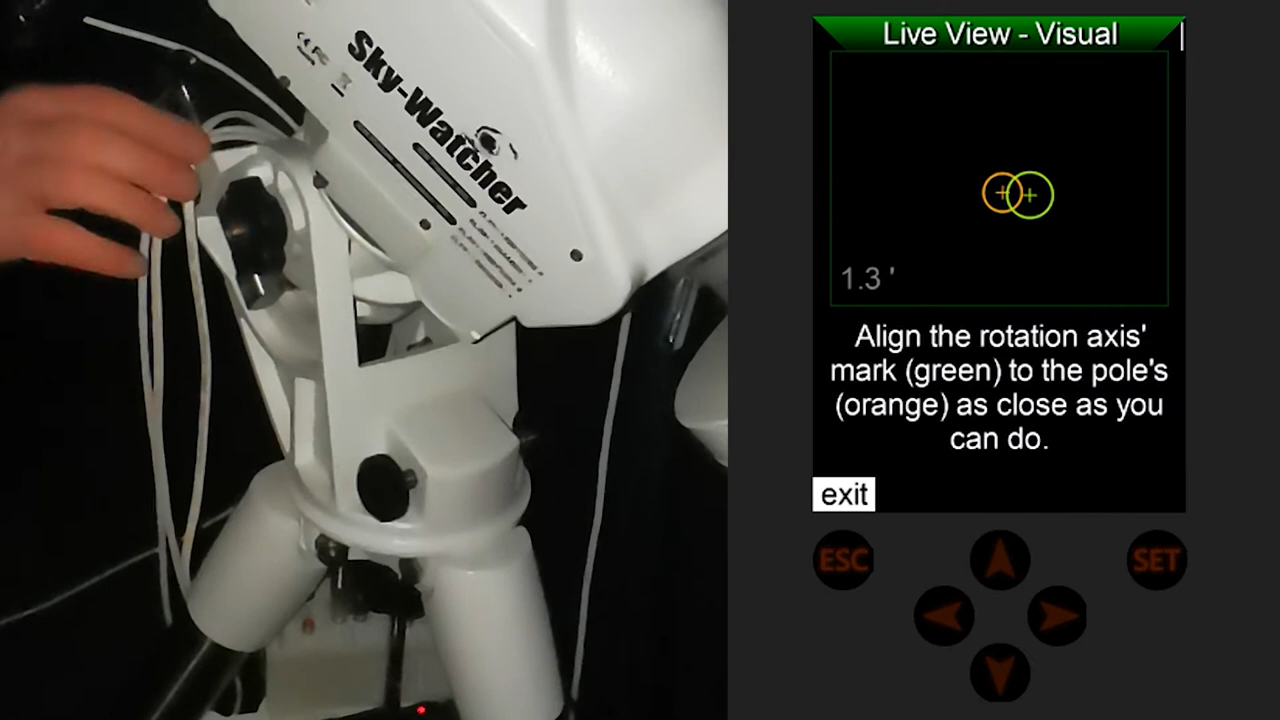 Sky-Watcher
Live View - Visual
1.3 '
Align the rotation axis'
mark (green) to the pole's
(orange) as close as you
can do.
exit
ESC
SET